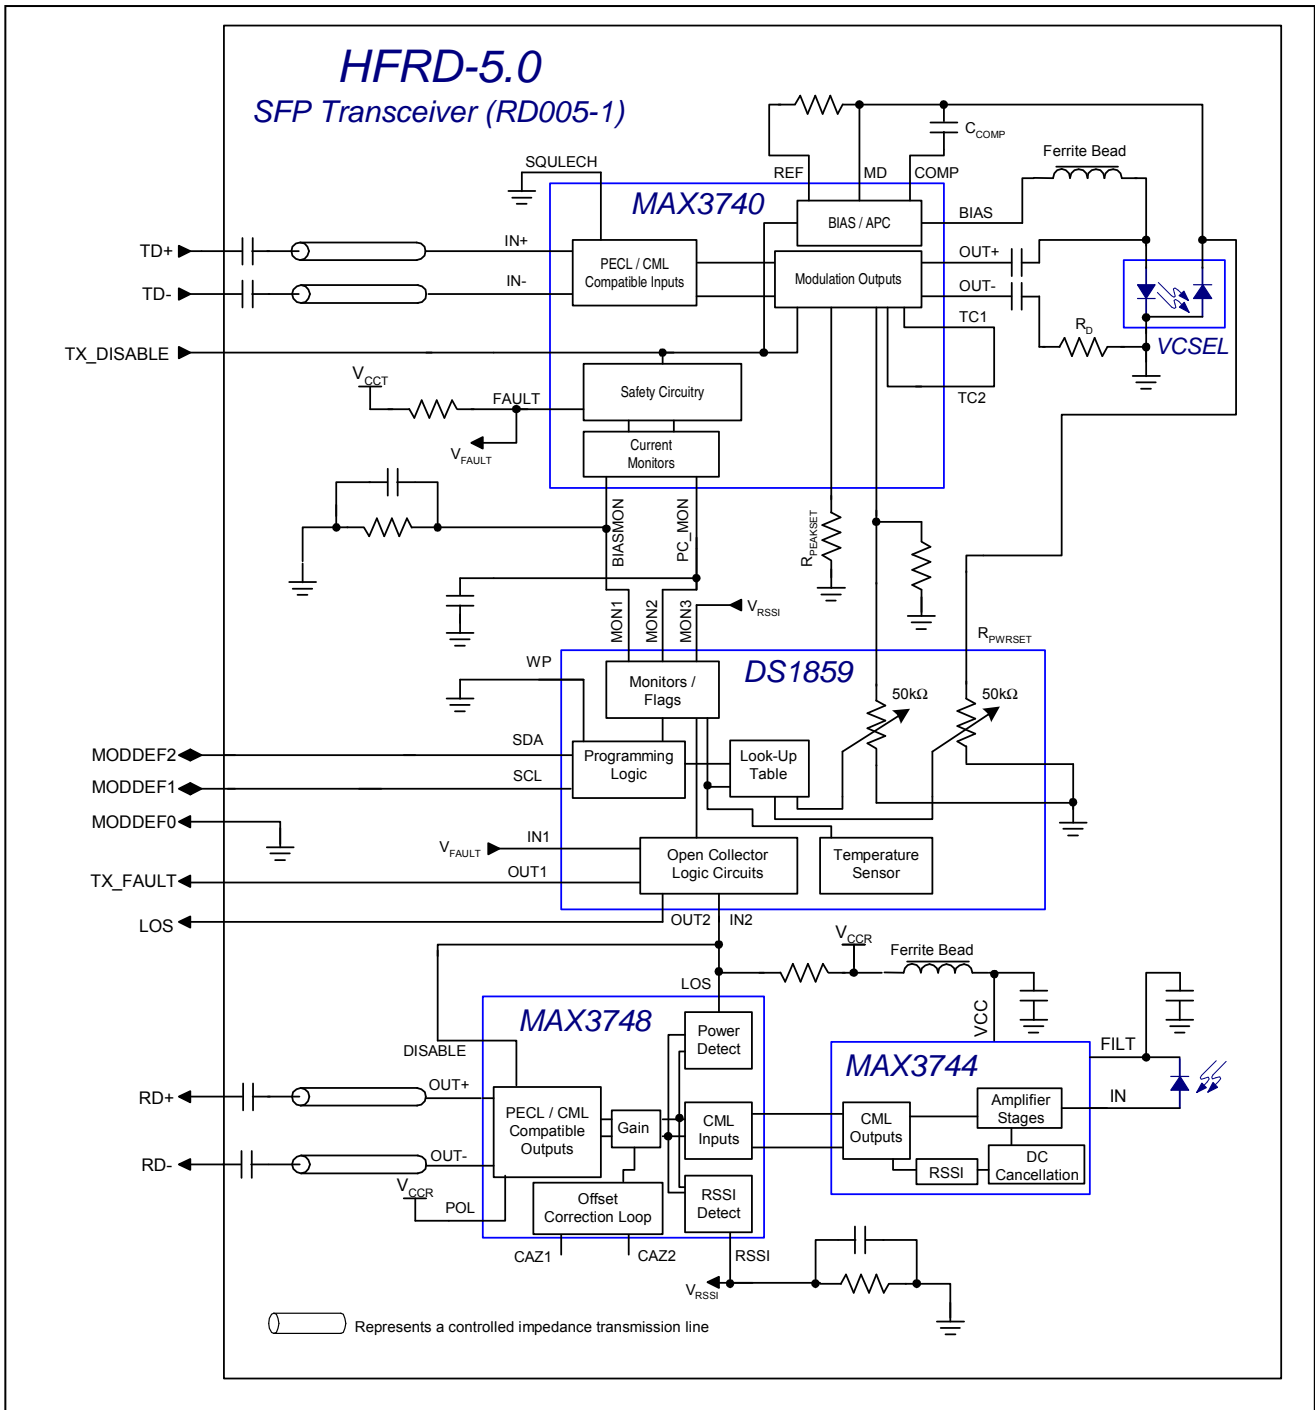 HFRD-5.0
SFP Transceiver (RD005-1)
CCOMP
Ferrite Bead
SQULECH
REF
MD
COMP
MAX3740
BIAS / APC
BIAS
TD+
IN+
PECL / CML
Compatible Inputs
Modulation Outputs
OUT+
TD-
IN-
OUT-
TC1
RD
VCSEL
TX_DISABLE
VCCT
Safety Circuitry
FAULT
TC2
VFAULT
Current
Monitors
BIASMON
PC_MON
RPEAKSET
MON1
MON2
MON3
VRSSI
RPWRSET
WP
DS1859
Monitors /
Flags
50kΩ
50kΩ
MODDEF2
SDA
Programming
Logic
Look-Up
Table
MODDEF1
SCL
MODDEF0
VFAULT
IN1
Open Collector
Logic Circuits
Temperature
Sensor
TX_FAULT
OUT1
LOS
OUT2
IN2
VCCR
Ferrite Bead
LOS
VCC
MAX3748
Power
Detect
DISABLE
FILT
MAX3744
RD+
OUT+
PECL / CML
Compatible
Outputs
Gain
CML
Inputs
CML
Outputs
Amplifier
Stages
IN
RD-
OUT-
RSSI
DC
Cancellation
VCCR
POL
Offset
Correction Loop
RSSI
Detect
CAZ1
CAZ2
RSSI
VRSSI
Represents a controlled impedance transmission line